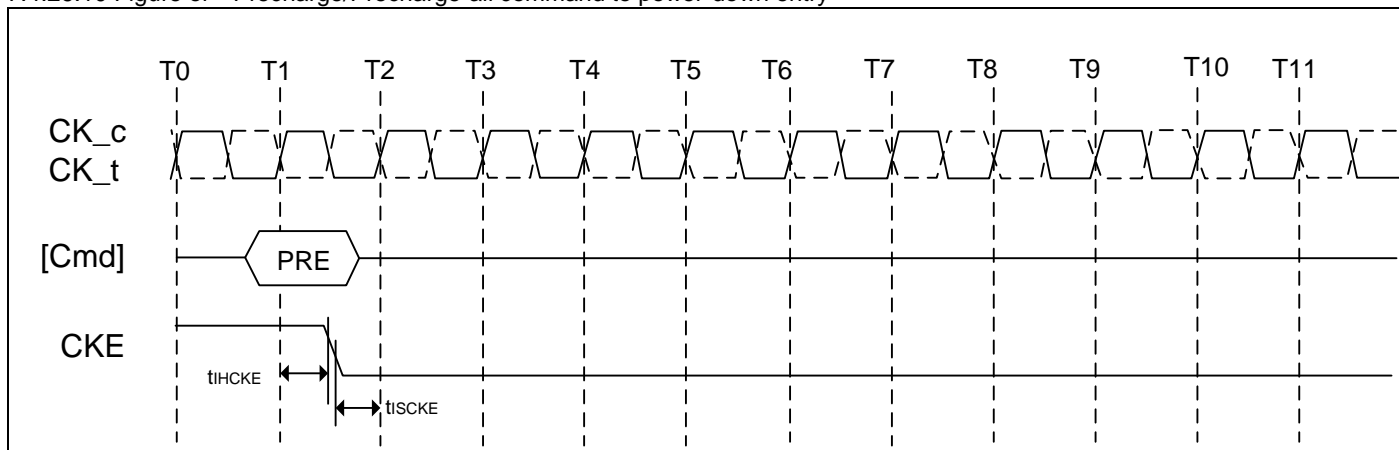 T0 T1 T2 T3 T4 T5 T6 T7 T8 T9 T10 T11
CK_c
CK_t
[Cmd] PRE
CKE
tIHCKE
tISCKE